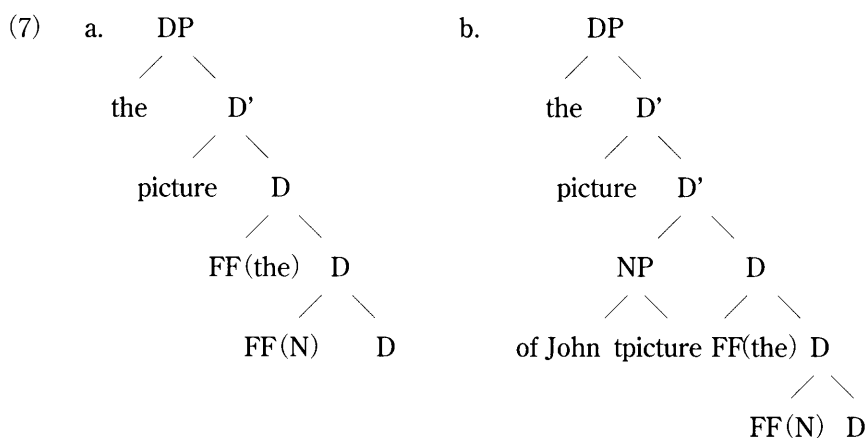 (7) a. DP b. DP
the D’ the D’
picture D picture D’
FF(the) D NP D
FF(N) D of John tpicture FF(the) D
FF(N) D